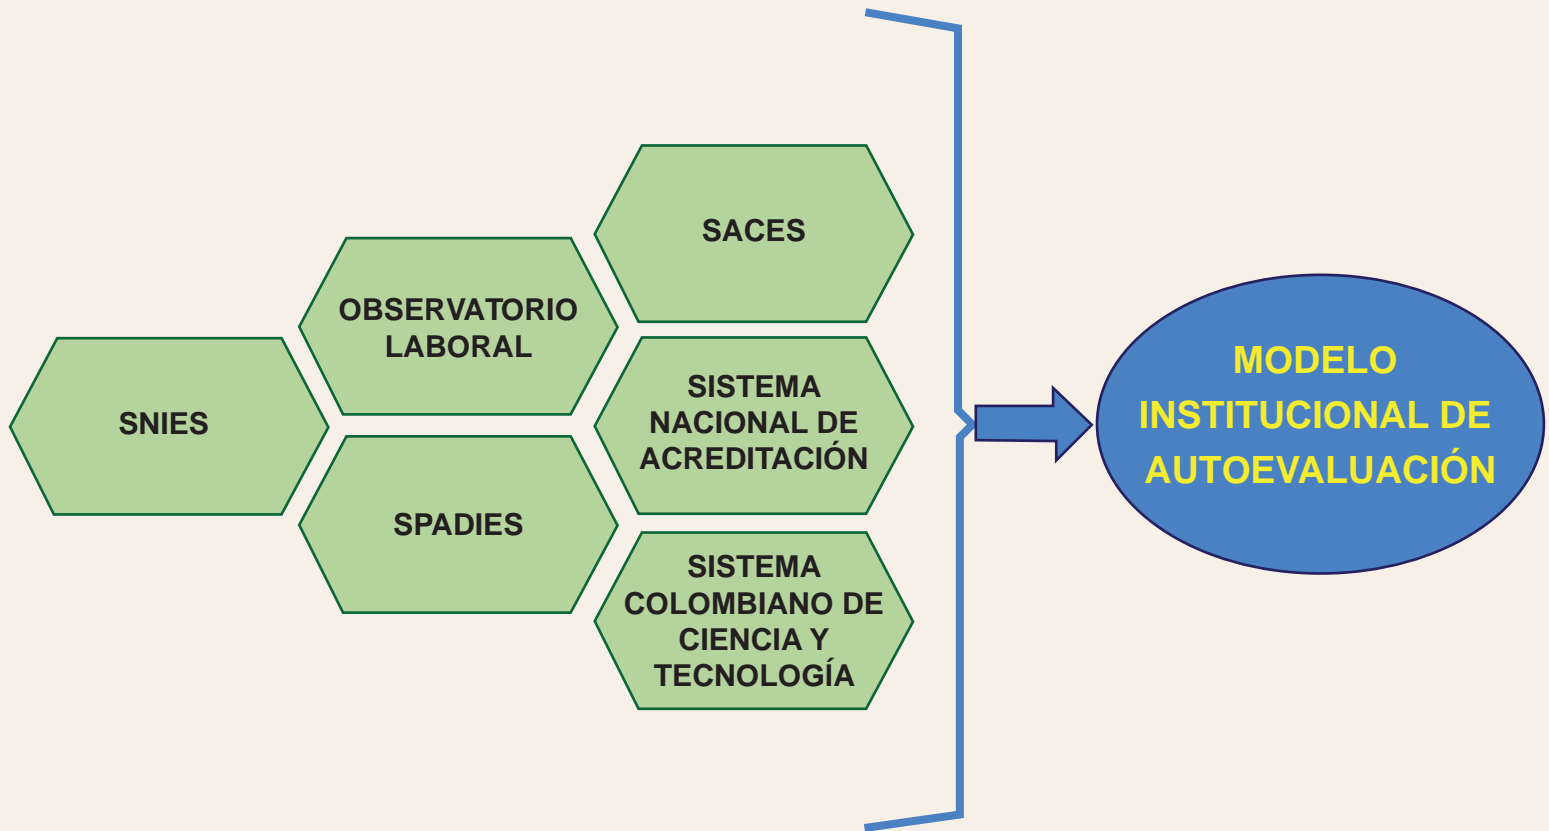 SNIES
OBSERVATORIO
LABORAL
SPADIES
SACES
SISTEMA
NACIONAL DE
ACREDITACIÓN
SISTEMA
COLOMBIANO DE
CIENCIA Y
TECNOLOGÍA
MODELO
INSTITUCIONAL DE
AUTOEVALUACIÓN